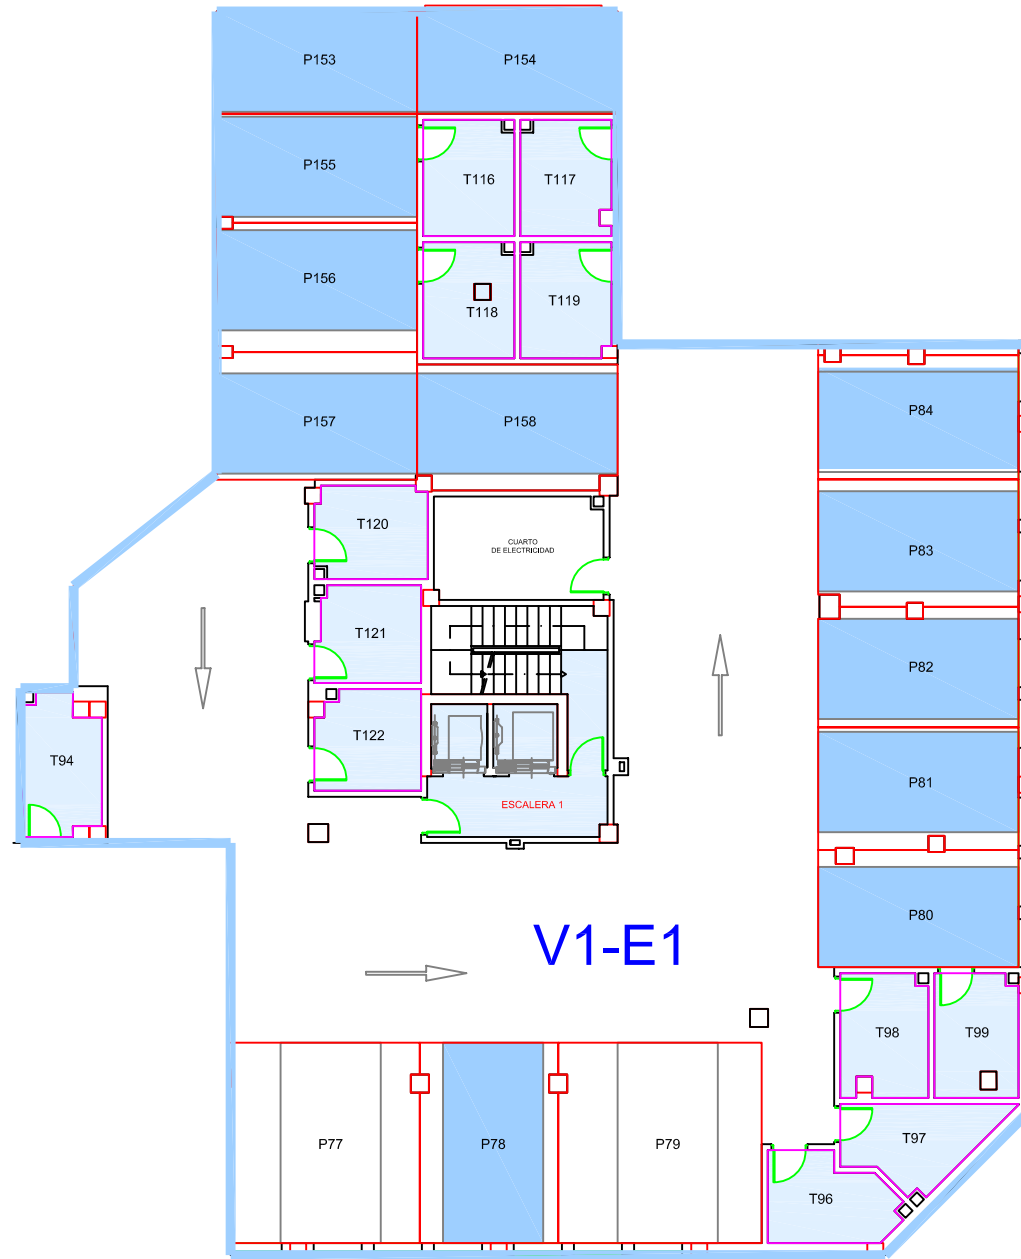 P153
P154
P155
T116
T117
P156
T118
T119
P157
P158
P84
T120
CUARTO
DE ELECTRICIDAD
P83
T121
P82
T122
T94
P81
ESCALERA 1
P80
V1-E1
T98
T99
P77
P78
P79
T97
T96